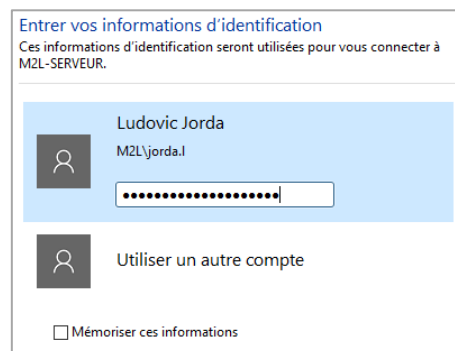 Entrer vos informations d'identification
Ces informations d'identification seront utilisées pour vous connecter à
M2L-SERVEUR.
Ludovic Jorda
M2L\jorda.l
••••••••••••••••••••
Utiliser un autre compte
Mémoriser ces informations